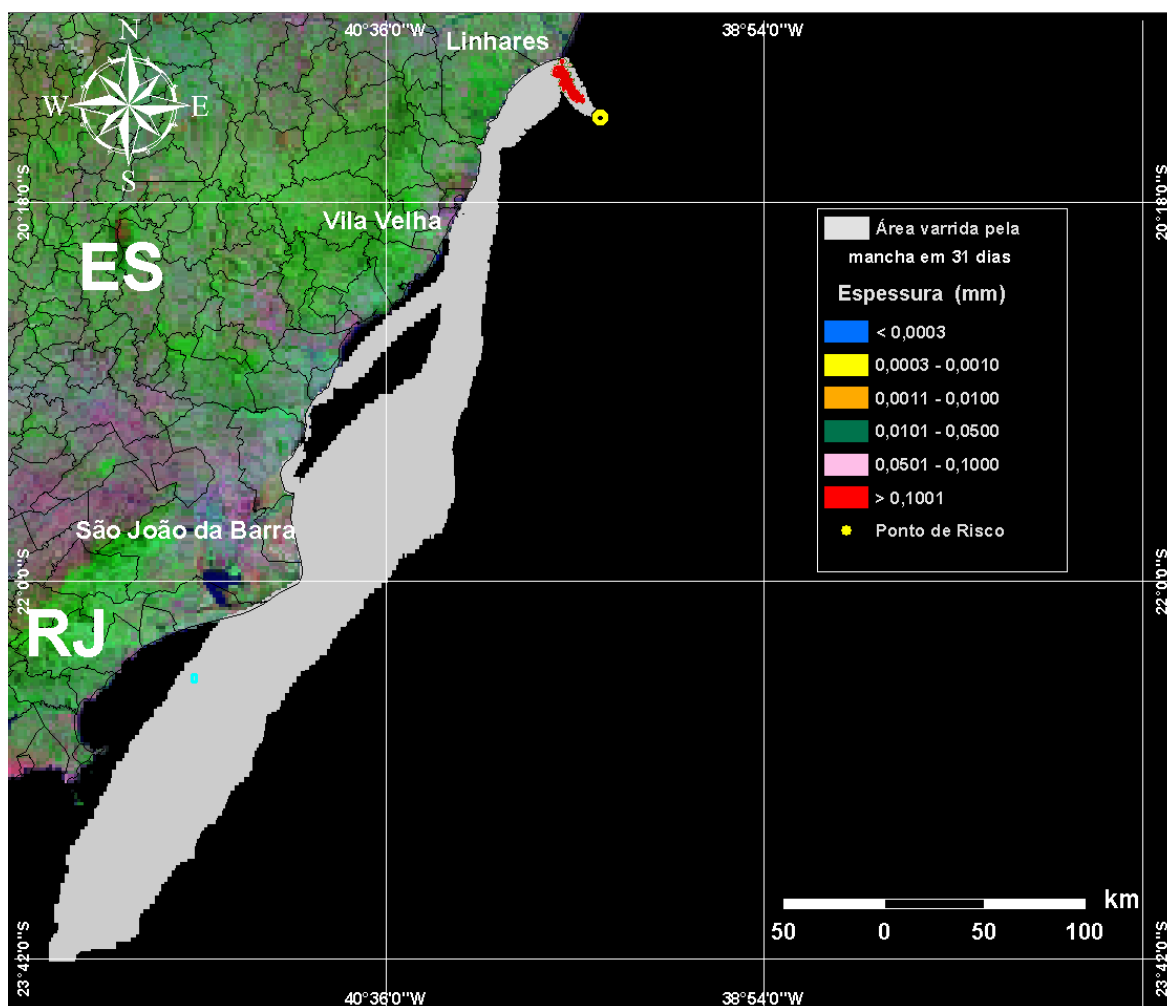 40°36'0"W
38°54'0"W
Linhares
N
W
E
S
20°18'0"S
20°18'0"S
Vila Velha
ES
Área varrida pela
mancha em 31 dias
Espessura (mm)
< 0,0003
0,0003 - 0,0010
0,0011 - 0,0100
0,0101 - 0,0500
0,0501 - 0,1000
> 0,1001
Ponto de Risco
São João da Barra
22°0'0"S
22°0'0"S
RJ
km
50
0
50
100
23°42'0"S
23°42'0"S
40°36'0"W
38°54'0"W